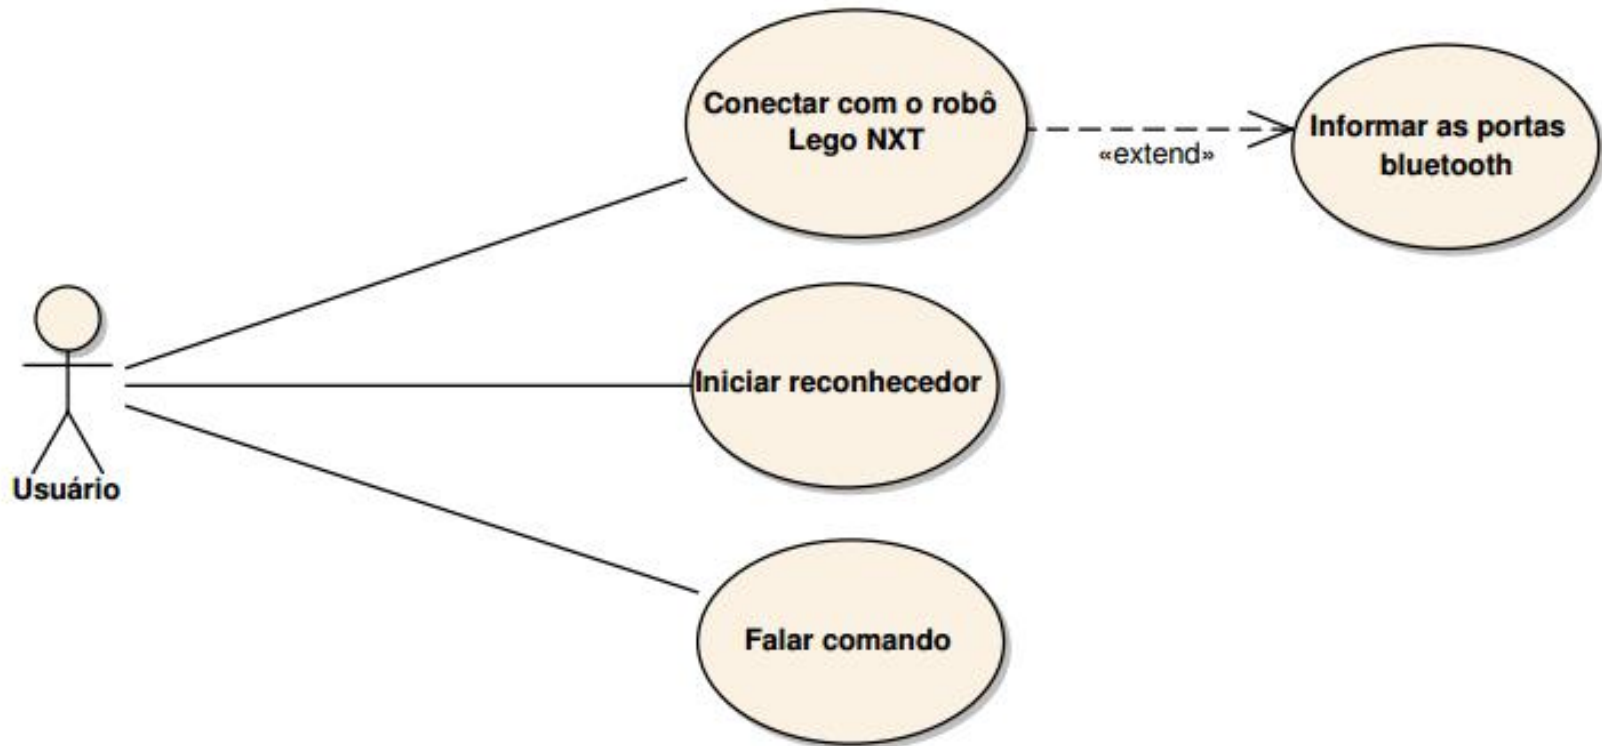 Conectar com o robô
Lego NXT
«extend»
Informar as portas
bluetooth
Iniciar reconhecedor
Usuário
Falar comando